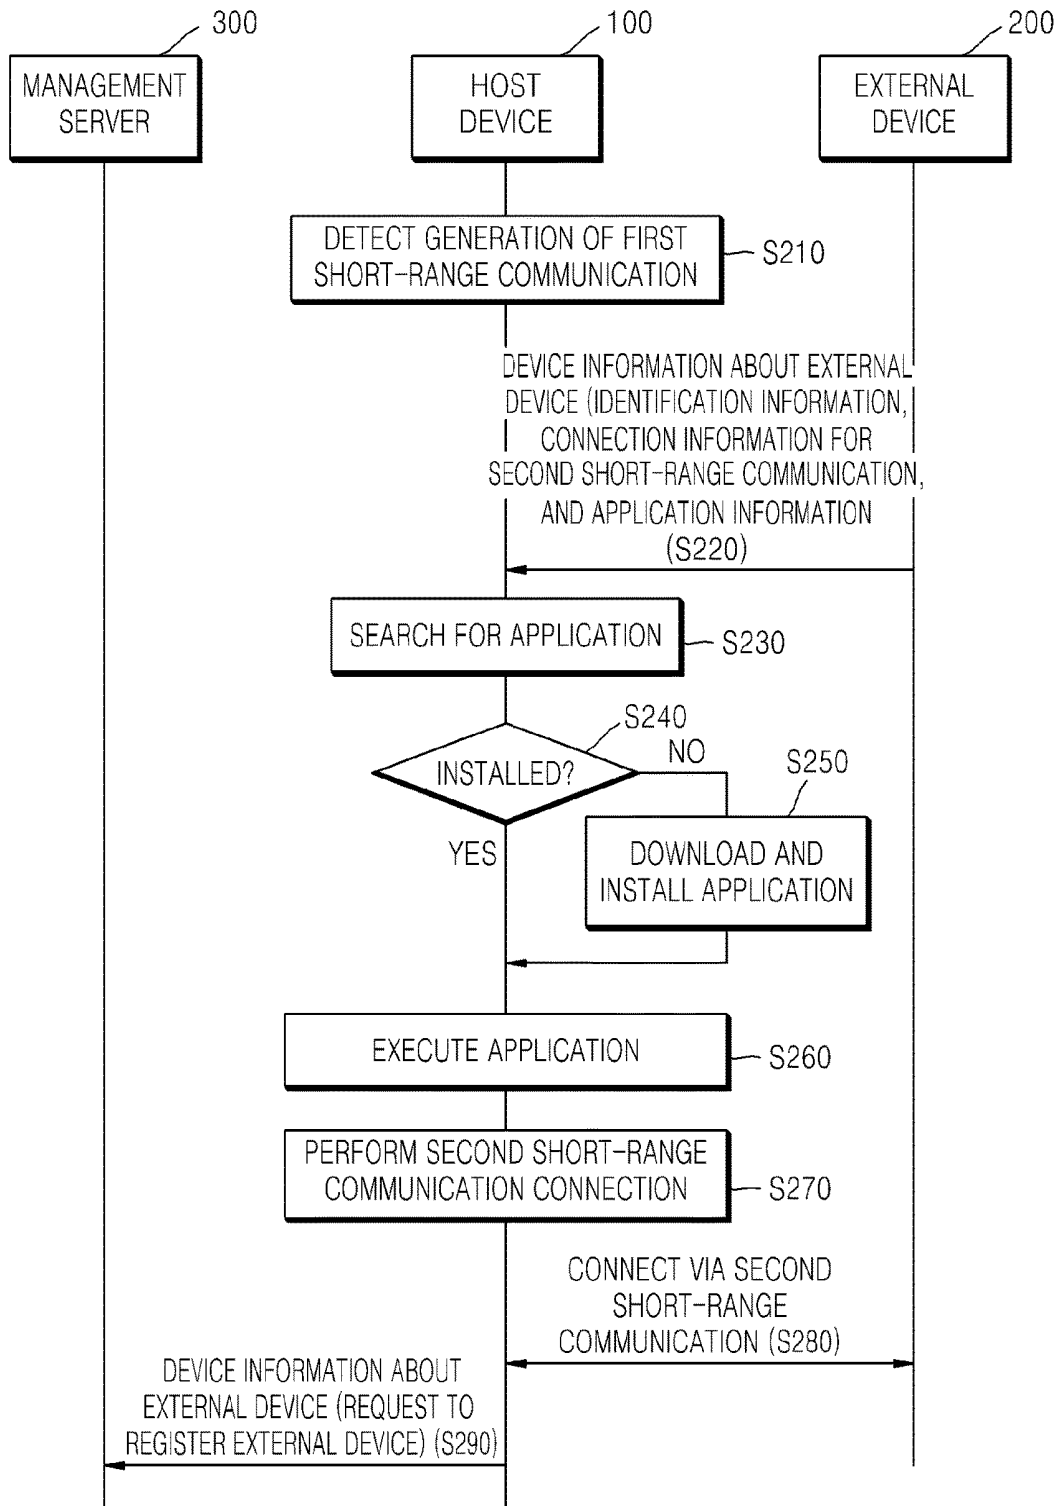 300
100
200
MANAGEMENT
SERVER
HOST
DEVICE
EXTERNAL
DEVICE
DETECT GENERATION OF FIRST
SHORT-RANGE COMMUNICATION
S210
DEVICE INFORMATION ABOUT EXTERNAL
DEVICE (IDENTIFICATION INFORMATION,
CONNECTION INFORMATION FOR
SECOND SHORT-RANGE COMMUNICATION,
AND APPLICATION INFORMATION
(S220)
SEARCH FOR APPLICATION
S230
S240
INSTALLED?
NO
S250
YES
DOWNLOAD AND
INSTALL APPLICATION
EXECUTE APPLICATION
S260
PERFORM SECOND SHORT-RANGE
COMMUNICATION CONNECTION
S270
CONNECT VIA SECOND
SHORT-RANGE
COMMUNICATION (S280)
DEVICE INFORMATION ABOUT
EXTERNAL DEVICE (REQUEST TO
REGISTER EXTERNAL DEVICE) (S290)